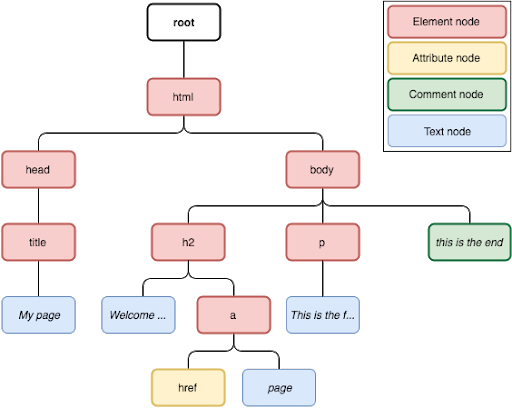 root
Element node
Attribute node
Comment node
Text node
html
head
body
title
h2
p
this is the end
My page
Welcome ...
a
This is the f...
href
page